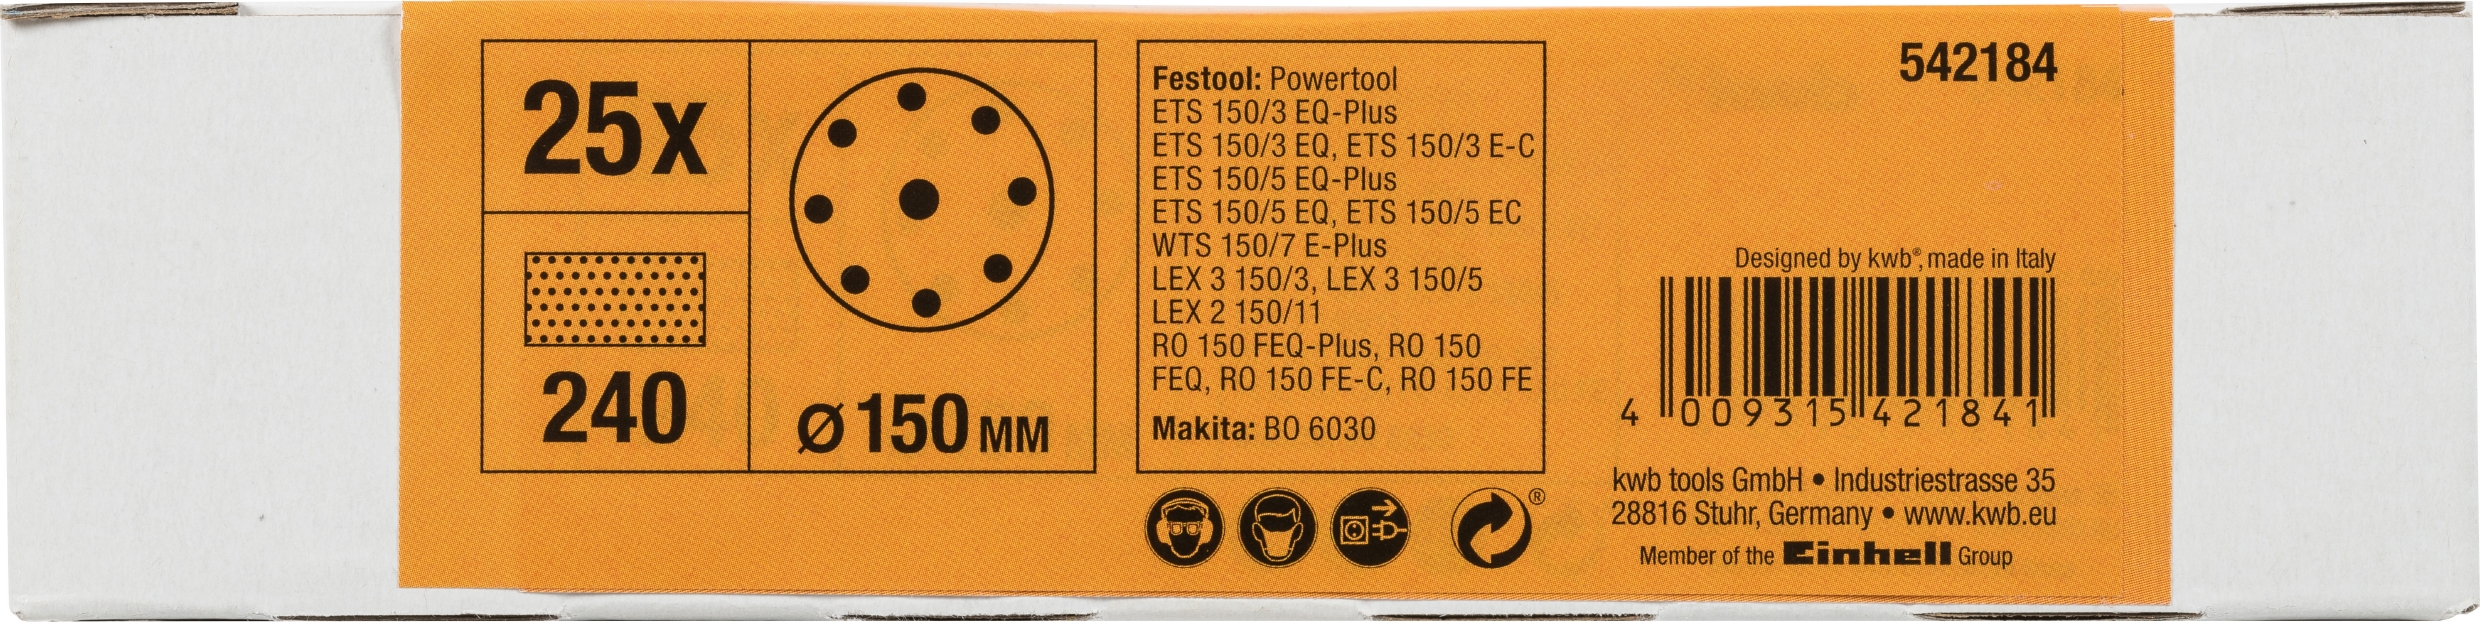 25x
240
Ø 150 MM
Festool: Powertool
ETS 150/3 EQ-Plus
ETS 150/3 EQ, ETS 150/3 E-C
ETS 150/5 EQ-Plus
ETS 150/5 EQ, ETS 150/5 EC
WTS 150/7 E-Plus
LEX 3 150/3, LEX 3 150/5
LEX 2 150/11
RO 150 FEQ-Plus, RO 150
FEQ, RO 150 FE-C, RO 150 FE
Makita: BO 6030
®
542184
Designed by kwb®, made in Italy
4 009315 421841
kwb tools GmbH • Industriestrasse 35
28816 Stuhr, Germany • www.kwb.eu
Member of the Einhell Group